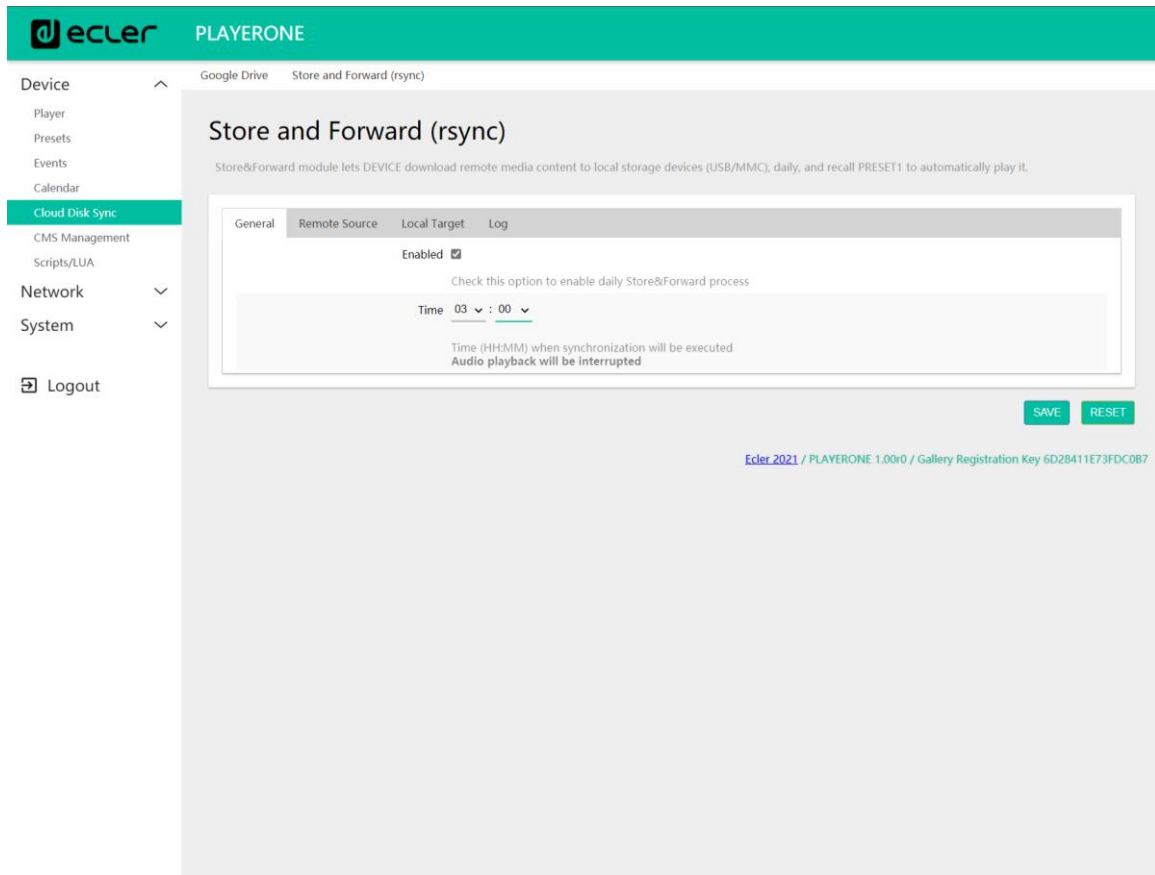 ecler
PLAYERONE
Device
Player
Presets
Events
Calendar
Cloud Disk Sync
CMS Management
Scripts/LUA
Network
System
Logout
Google Drive Store and Forward (rsync)
Store and Forward (rsync)
Store&Forward module lets DEVICE download remote media content to local storage devices (USB/MMC), daily, and recall PRESET1 to automatically play it.
General Remote Source Local Target Log
Enabled
Check this option to enable daily Store&Forward process
Time 03 : 00
Time (HH:MM) when synchronization will be executed
Audio playback will be interrupted
SAVE RESET
Ecler 2021 / PLAYERONE 1.00r0 / Gallery Registration Key 6D28411E73FDC0B7